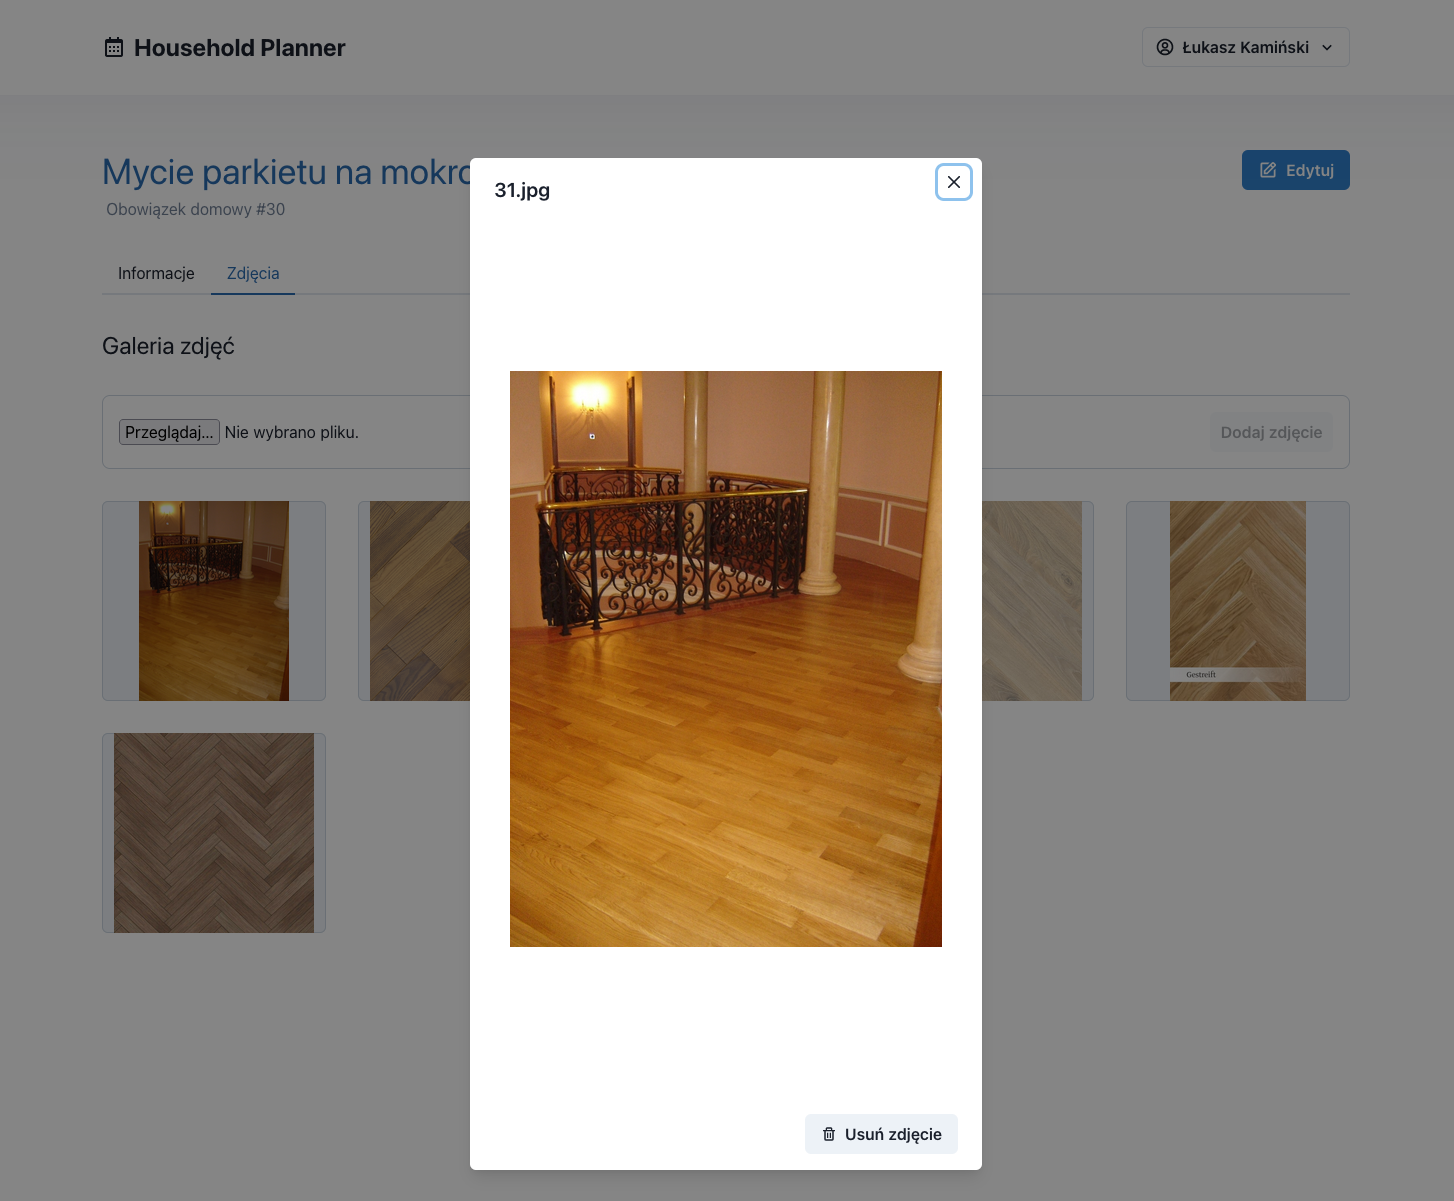 Household Planner
Łukasz Kamiński
Mycie parkietu na mokro
Edytuj
Obowiązek domowy #30
Informacje
Zdjęcia
Galeria zdjęć
Przeglądaj...
Nie wybrano pliku.
Dodaj zdjęcie
Gestreift
31.jpg
Usuń zdjęcie